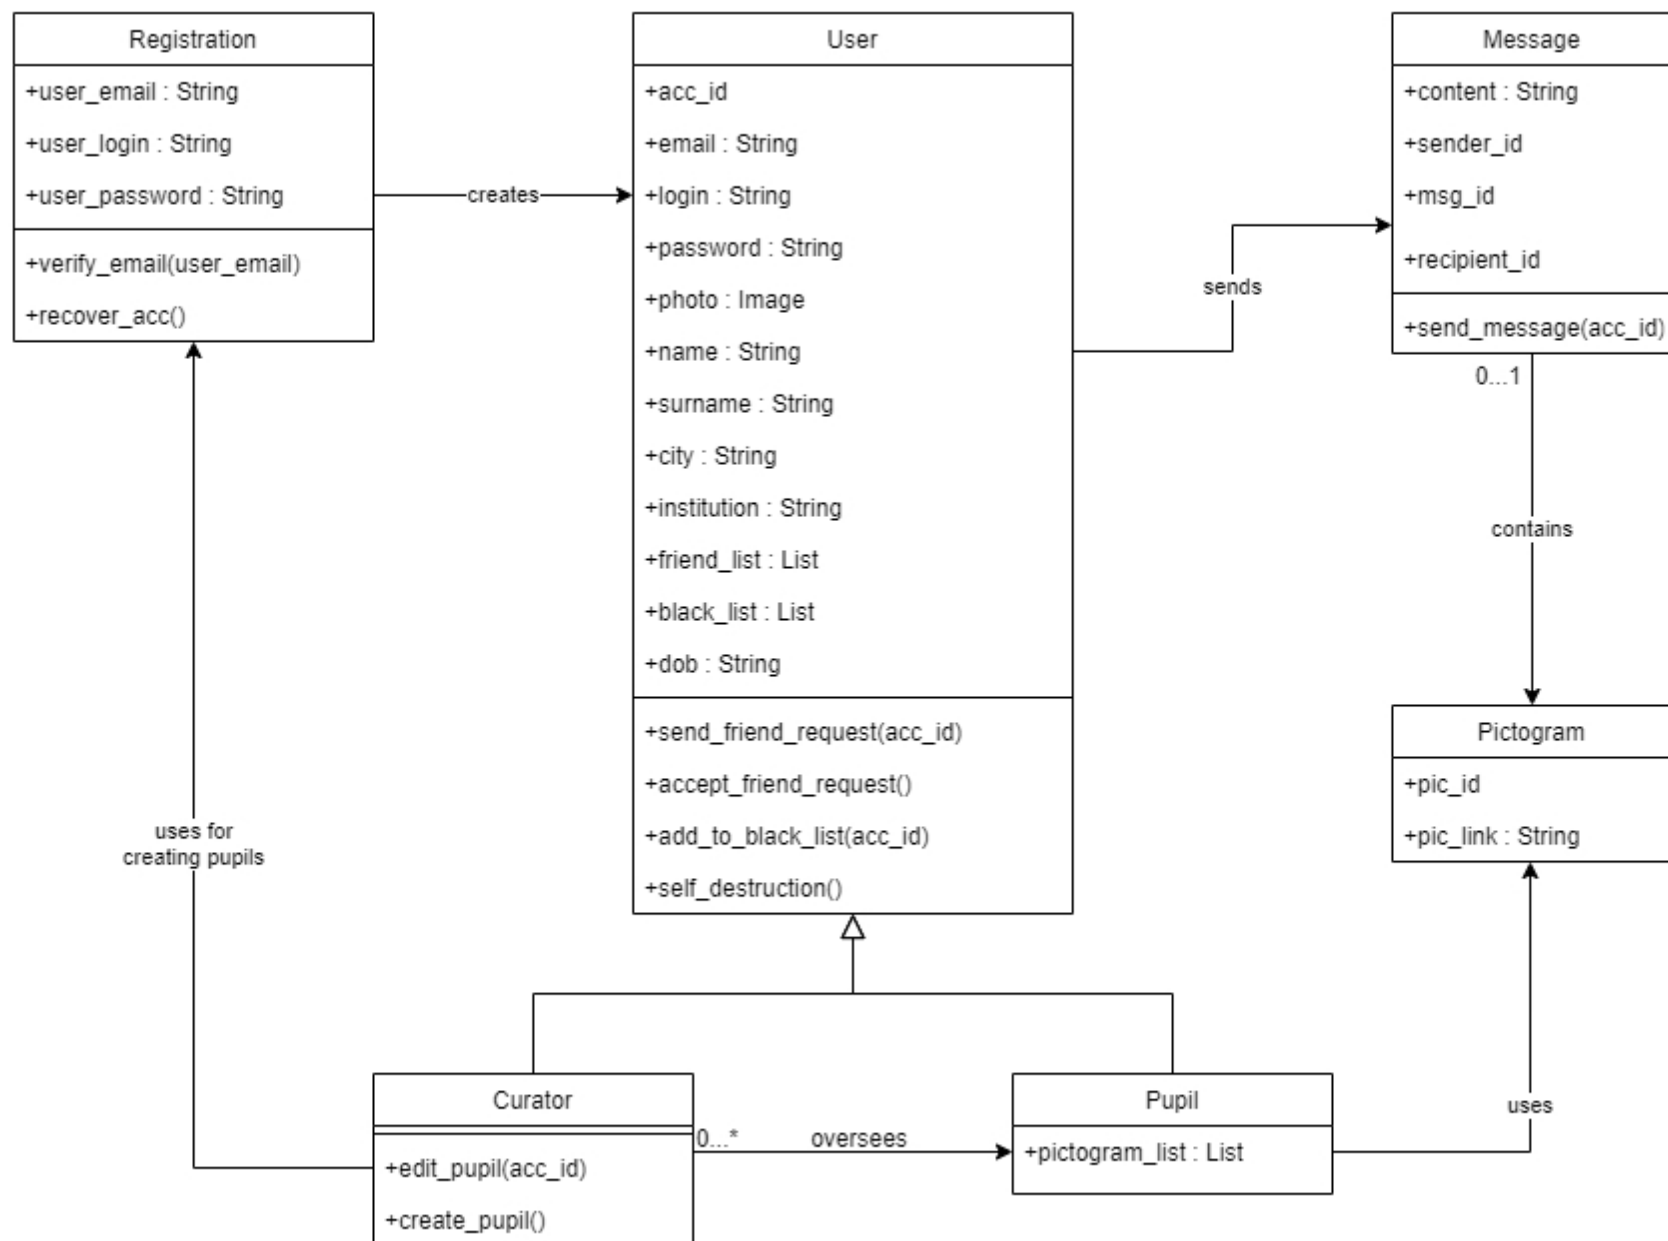 Registration
+user_email : String
+user_login : String
+user_password : String
+verify_email(user_email)
+recover_acc()
creates
User
+acc_id
+email : String
+login : String
+password : String
+photo : Image
+name : String
+surname : String
+city : String
+institution : String
+friend_list : List
+black_list : List
+dob : String
+send_friend_request(acc_id)
+accept_friend_request()
+add_to_black_list(acc_id)
+self_destruction()
sends
Message
+content : String
+sender_id
+msg_id
+recipient_id
+send_message(acc_id)
0...1
contains
Pictogram
+pic_id
+pic_link : String
uses for
creating pupils
Curator
+edit_pupil(acc_id)
+create_pupil()
0...*
oversees
Pupil
+pictogram_list : List
uses